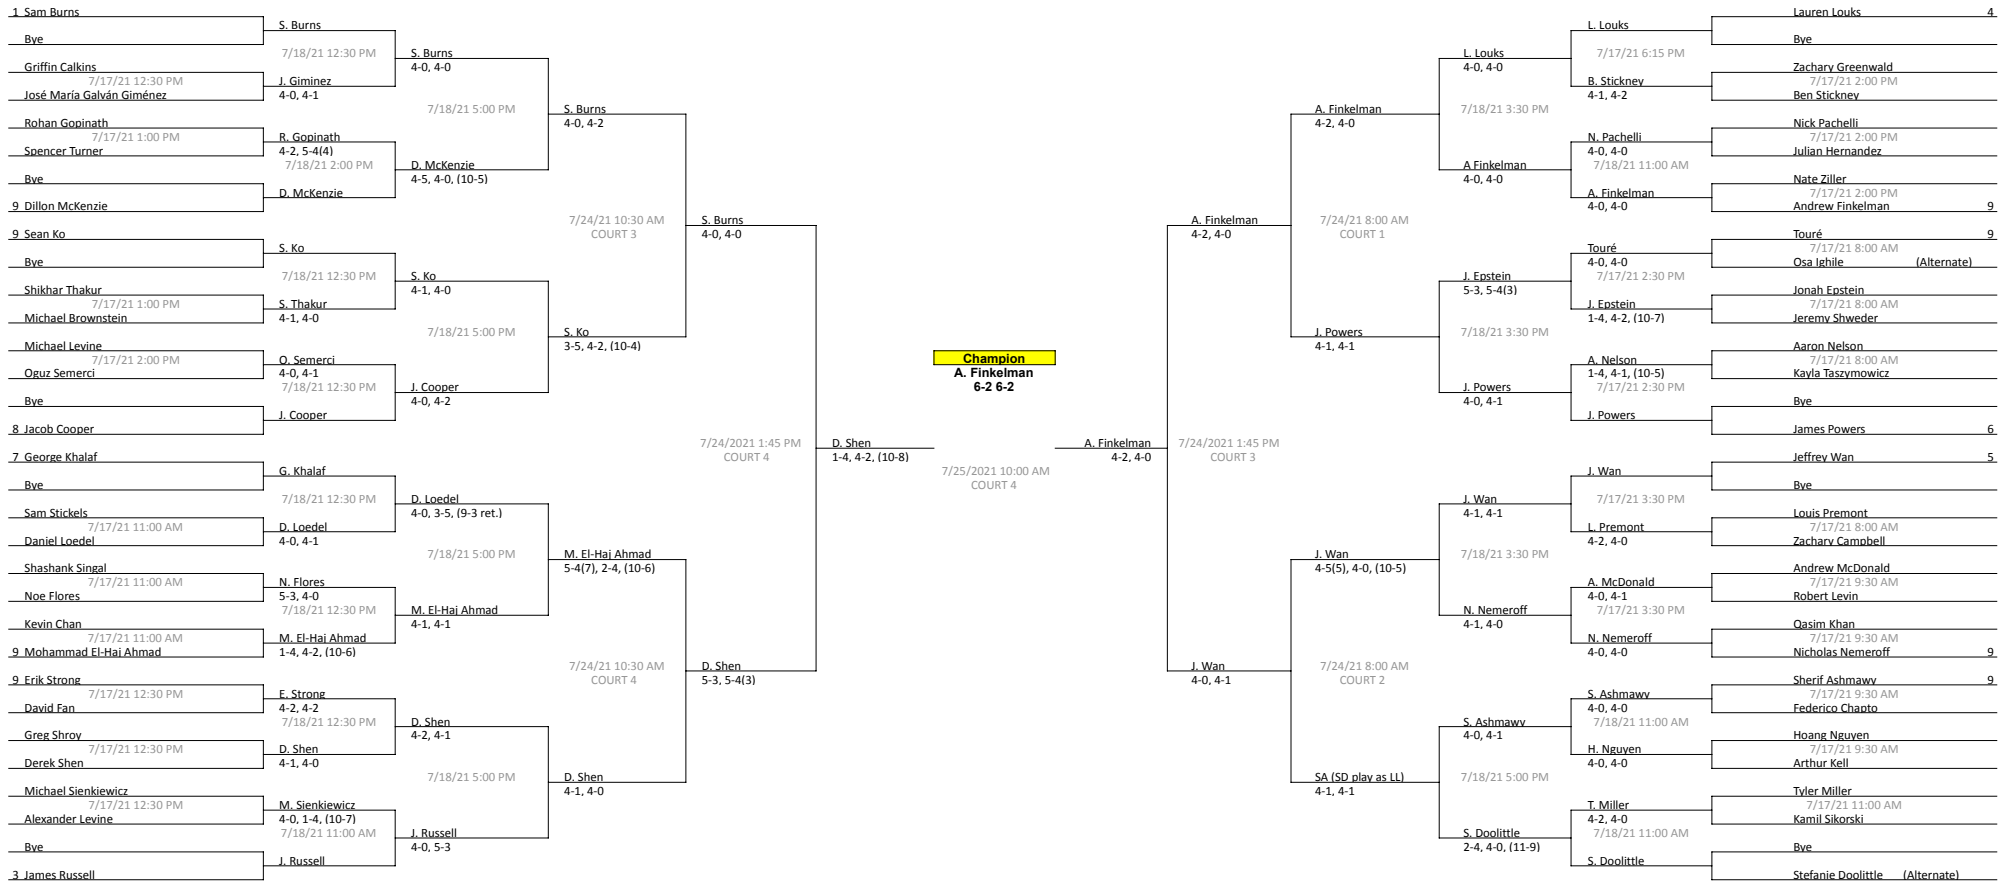 1 Sam Burns
Bye
Griffin Calkins
7/17/21 12:30 PM
José María Galván Giménez
Rohan Gopinath
7/17/21 1:00 PM
Spencer Turner
Bye
9 Dillon McKenzie
9 Sean Ko
Bye
Shikhar Thakur
7/17/21 1:00 PM
Michael Brownstein
Michael Levine
7/17/21 2:00 PM
Oguz Semerci
Bye
8 Jacob Cooper
7 George Khalaf
Bye
Sam Stickels
7/17/21 11:00 AM
Daniel Loedel
Shashank Singal
7/17/21 11:00 AM
Noe Flores
Kevin Chan
7/17/21 11:00 AM
9 Mohammad El-Haj Ahmad
9 Erik Strong
7/17/21 12:30 PM
David Fan
Greg Shroy
7/17/21 12:30 PM
Derek Shen
Michael Sienkiewicz
7/17/21 12:30 PM
Alexander Levine
Bye
3 James Russell
S. Burns
7/18/21 12:30 PM
J. Giminez
4-0, 4-1
R. Gopinath
4-2, 5-4(4)
7/18/21 2:00 PM
D. McKenzie
S. Ko
7/18/21 12:30 PM
S. Thakur
4-1, 4-0
O. Semerci
4-0, 4-1
7/18/21 12:30 PM
J. Cooper
G. Khalaf
7/18/21 12:30 PM
D. Loedel
4-0, 4-1
N. Flores
5-3, 4-0
7/18/21 12:30 PM
M. El-Haj Ahmad
1-4, 4-2, (10-6)
E. Strong
4-2, 4-2
7/18/21 12:30 PM
D. Shen
4-1, 4-0
M. Sienkiewicz
4-0, 1-4, (10-7)
7/18/21 11:00 AM
J. Russell
S. Burns
4-0, 4-0
7/18/21 5:00 PM
D. McKenzie
4-5, 4-0, (10-5)
S. Ko
4-1, 4-0
7/18/21 5:00 PM
J. Cooper
4-0, 4-2
D. Loedel
4-0, 3-5, (9-3 ret.)
7/18/21 5:00 PM
M. El-Haj Ahmad
4-1, 4-1
D. Shen
4-2, 4-1
7/18/21 5:00 PM
J. Russell
4-0, 5-3
S. Burns
4-0, 4-2
7/24/21 10:30 AM
COURT 3
S. Ko
3-5, 4-2, (10-4)
M. El-Haj Ahmad
5-4(7), 2-4, (10-6)
7/24/21 10:30 AM
COURT 4
D. Shen
4-1, 4-0
S. Burns
4-0, 4-0
7/24/2021 1:45 PM
COURT 4
D. Shen
5-3, 5-4(3)
D. Shen
1-4, 4-2, (10-8)
Champion
A. Finkelman
6-2 6-2
7/25/2021 10:00 AM
COURT 4
A. Finkelman
4-2, 4-0
A. Finkelman
4-2, 4-0
7/24/2021 1:45 PM
COURT 3
J. Wan
4-0, 4-1
A. Finkelman
4-2, 4-0
7/24/21 8:00 AM
COURT 1
J. Powers
4-1, 4-1
J. Wan
4-5(5), 4-0, (10-5)
7/24/21 8:00 AM
COURT 2
SA (SD play as LL)
4-1, 4-1
L. Louks
4-0, 4-0
7/18/21 3:30 PM
A Finkelman
4-0, 4-0
J. Epstein
5-3, 5-4(3)
7/18/21 3:30 PM
J. Powers
4-0, 4-1
J. Wan
4-1, 4-1
7/18/21 3:30 PM
N. Nemeroff
4-1, 4-0
S. Ashmawy
4-0, 4-1
7/18/21 5:00 PM
S. Doolittle
2-4, 4-0, (11-9)
L. Louks
7/17/21 6:15 PM
B. Stickney
4-1, 4-2
N. Pachelli
4-0, 4-0
7/18/21 11:00 AM
A. Finkelman
4-0, 4-0
Touré
4-0, 4-0
7/17/21 2:30 PM
J. Epstein
1-4, 4-2, (10-7)
A. Nelson
1-4, 4-1, (10-5)
7/17/21 2:30 PM
J. Powers
J. Wan
7/17/21 3:30 PM
L. Premont
4-2, 4-0
A. McDonald
4-0, 4-1
7/17/21 3:30 PM
N. Nemeroff
4-0, 4-0
S. Ashmawy
4-0, 4-0
7/18/21 11:00 AM
H. Nguyen
4-0, 4-0
T. Miller
4-2, 4-0
7/18/21 11:00 AM
S. Doolittle
Lauren Louks 4
Bye
Zachary Greenwald
7/17/21 2:00 PM
Ben Stickney
Nick Pachelli
7/17/21 2:00 PM
Julian Hernandez
Nate Ziller
7/17/21 2:00 PM
Andrew Finkelman 9
Touré 9
7/17/21 8:00 AM
Osa Ighile (Alternate)
Jonah Epstein
7/17/21 8:00 AM
Jeremy Shweder
Aaron Nelson
7/17/21 8:00 AM
Kayla Taszymowicz
Bye
James Powers 6
Jeffrey Wan 5
Bye
Louis Premont
7/17/21 8:00 AM
Zachary Campbell
Andrew McDonald
7/17/21 9:30 AM
Robert Levin
Qasim Khan
7/17/21 9:30 AM
Nicholas Nemeroff 9
Sherif Ashmawy 9
7/17/21 9:30 AM
Federico Chapto
Hoang Nguyen
7/17/21 9:30 AM
Arthur Kell
Tyler Miller
7/17/21 11:00 AM
Kamil Sikorski
Bye
Stefanie Doolittle (Alternate)